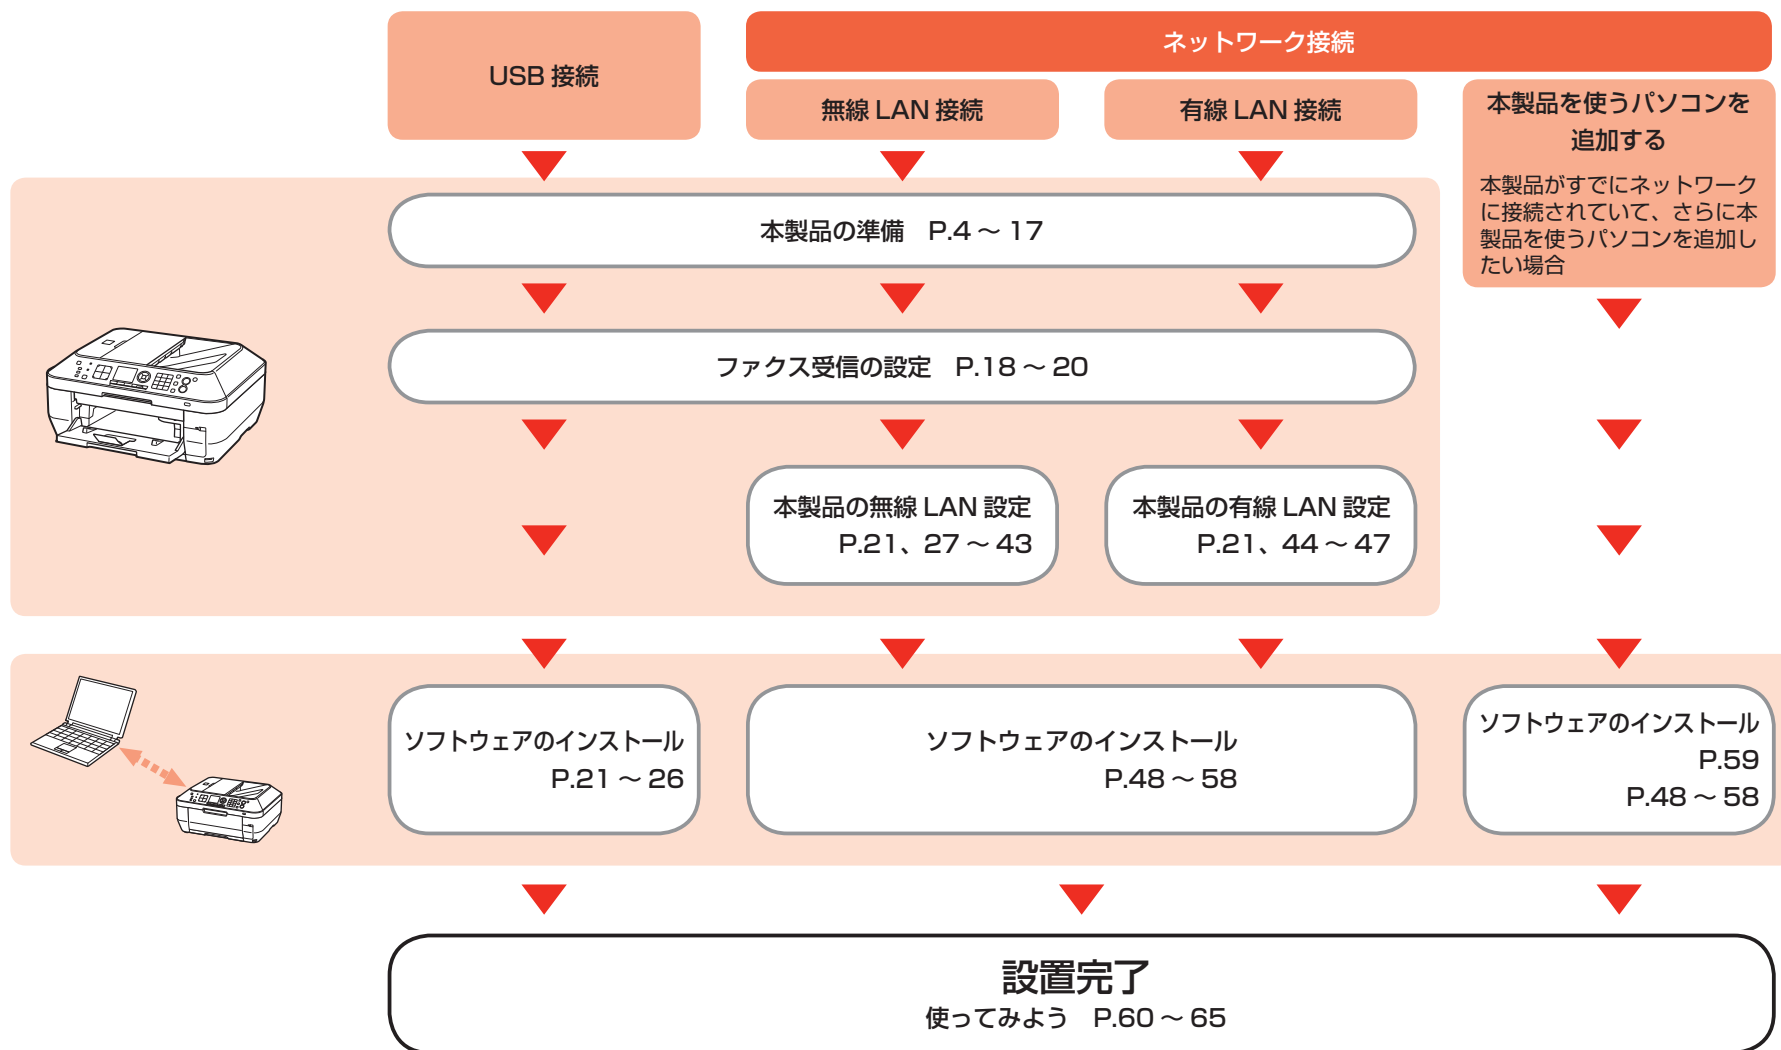 USB 接続
ネットワーク接続
無線 LAN 接続
有線 LAN 接続
本製品を使うパソコンを
追加する
本製品がすでにネットワーク
に接続されていて、さらに本
製品を使うパソコンを追加し
たい場合
本製品の準備　P.4 ～ 17
ファクス受信の設定　P.18 ～ 20
本製品の無線 LAN 設定
P.21、27 ～ 43
本製品の有線 LAN 設定
P.21、44 ～ 47
ソフトウェアのインストール
P.21 ～ 26
ソフトウェアのインストール
P.48 ～ 58
ソフトウェアのインストール
P.59
P.48 ～ 58
設置完了
使ってみよう　P.60 ～ 65